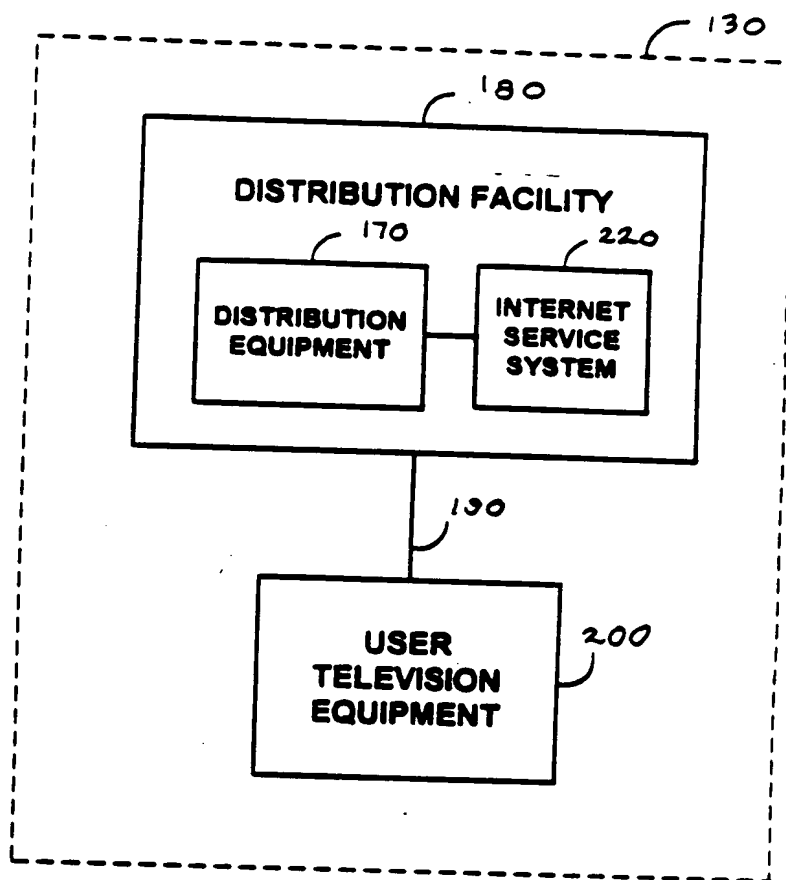 130
180
DISTRIBUTION FACILITY
170
220
DISTRIBUTION
EQUIPMENT
INTERNET
SERVICE
SYSTEM
190
USER
TELEVISION
EQUIPMENT
200